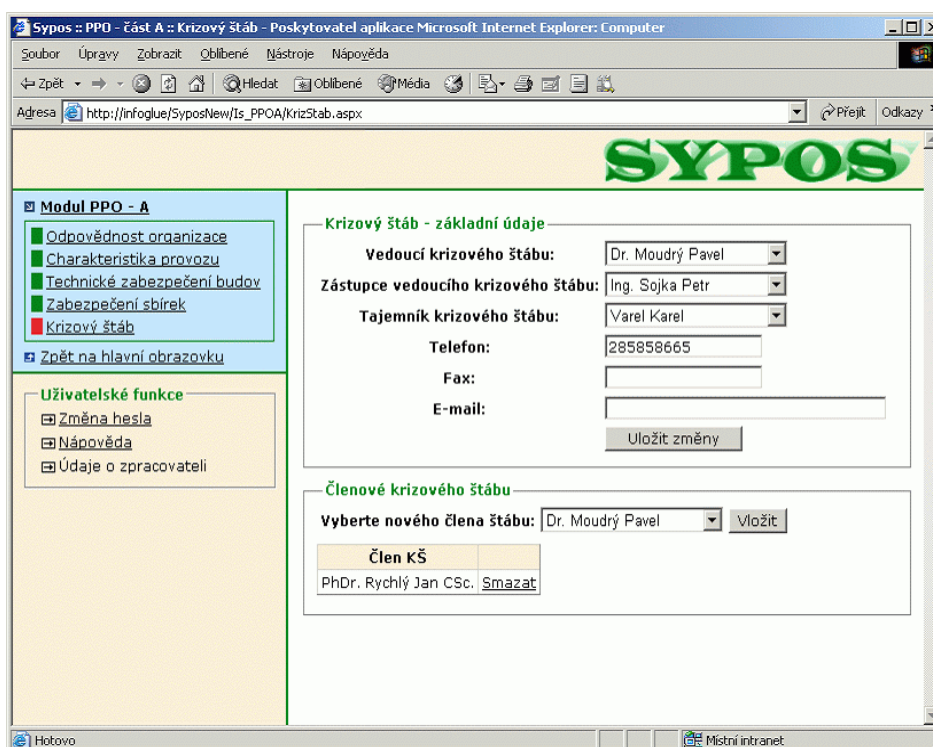 Sypos :: PPO - část A :: Krizový štáb - Poskytovatel aplikace Microsoft Internet Explorer: Computer
Soubor Úpravy Zobrazit Oblíbené Nástroje Nápověda
Zpět Hledat Oblíbené Média
Adresa http://infoglue/SyposNew/Is_PPOA/KrizStab.aspx Přejít Odkazy
SYPOS
Modul PPO - A
Odpovědnost organizace
Charakteristika provozu
Technické zabezpečení budov
Zabezpečení sbírek
Krizový štáb
Zpět na hlavní obrazovku
Uživatelské funkce
Změna hesla
Nápověda
Údaje o zpracovateli
Krizový štáb - základní údaje
Vedoucí krizového štábu: Dr. Moudrý Pavel
Zástupce vedoucího krizového štábu: Ing. Sojka Petr
Tajemník krizového štábu: Varel Karel
Telefon: 285858665
Fax:
E-mail:
Uložit změny
Členové krizového štábu
Vyberte nového člena štábu: Dr. Moudrý Pavel Vložit
Člen KŠ
PhDr. Rychlý Jan CSc. Smazat
Hotovo Místní intranet